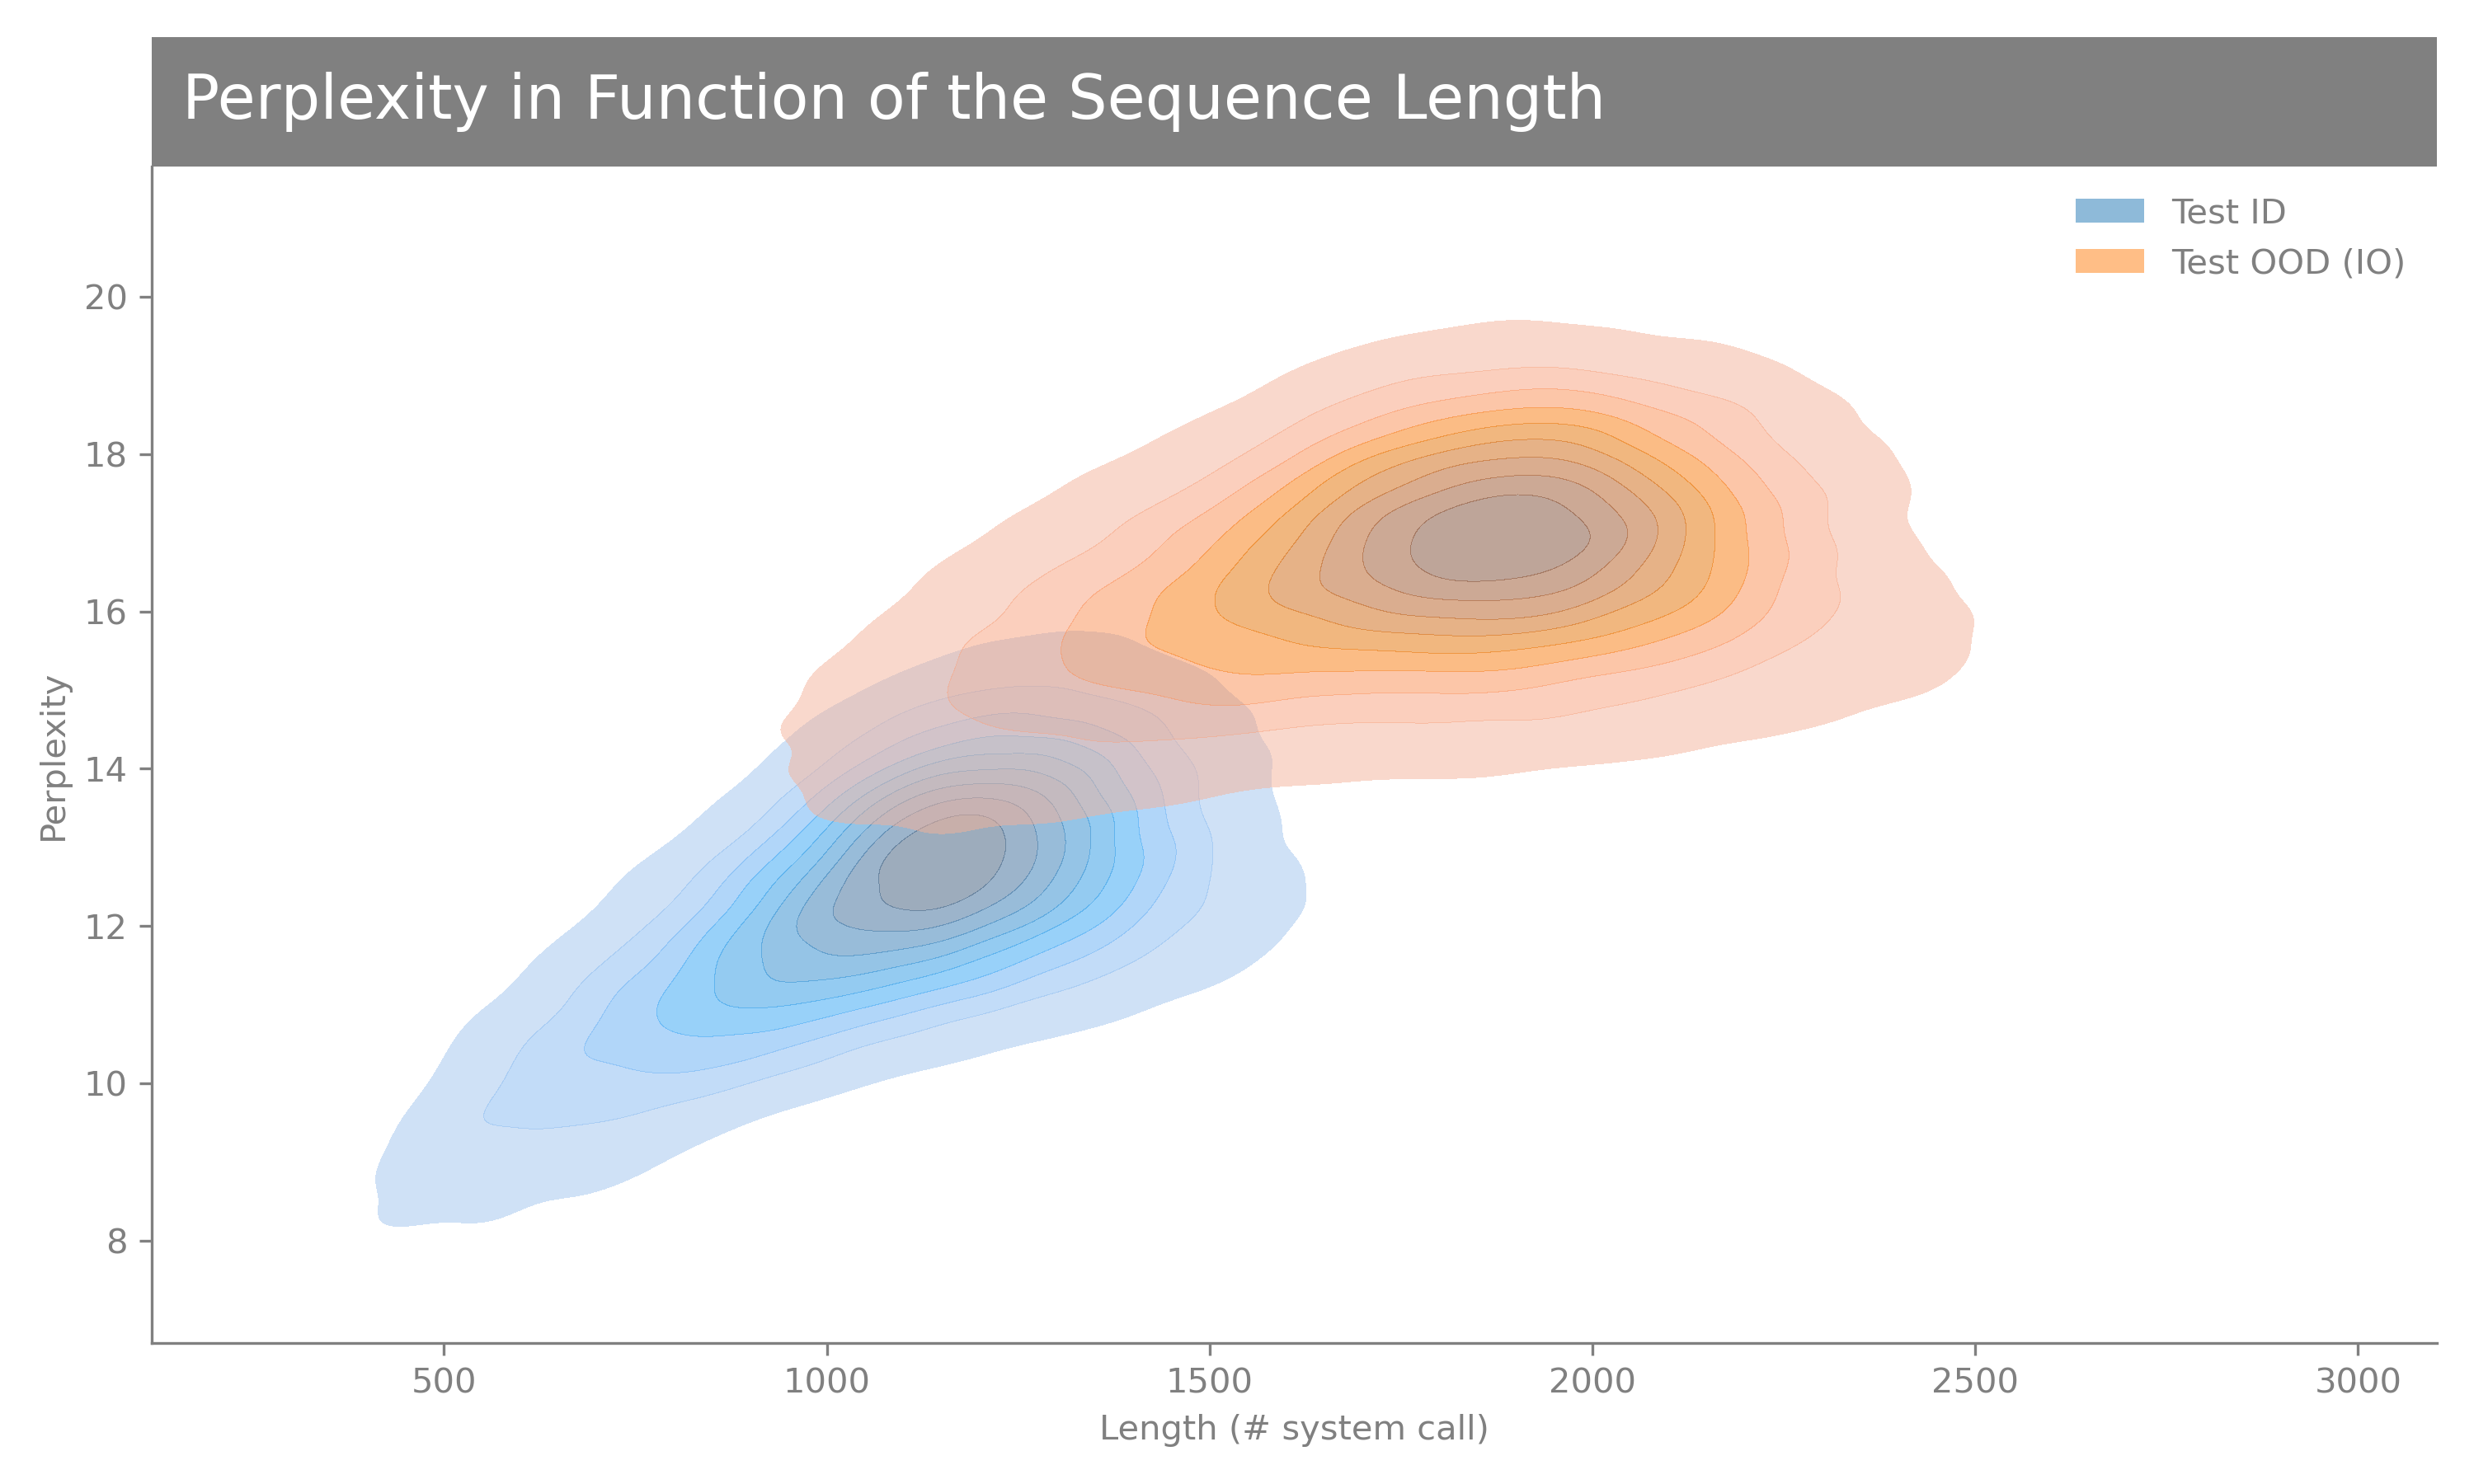 Perplexity in Function of the Sequence Length
Test ID
Test OOD (IO)
20
18
16
14
12
10
8
Perplexity
500 1000 1500 2000 2500 3000
Length (# system call)